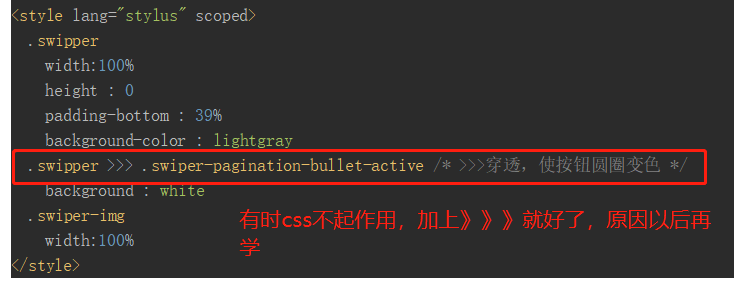 <style lang="stylus" scoped>
.swipper
width:100%
height : 0
padding-bottom : 39%
background-color : lightgray
.swipper >>> .swiper-pagination-bullet-active /* >>>穿透，使按钮圆圈变色 */
background : white
.swiper-img
width:100%
</style>
有时css不起作用，加上》》》就好了，原因以后再
学